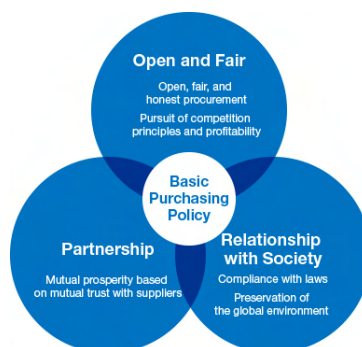 Open and Fair
Open, fair, and
honest procurement
Pursuit of competition
principles and profitability
Basic
Purchasing
Policy
Partnership
Mutual prosperity based
on mutual trust with suppliers
Relationship
with Society
Compliance with laws
Preservation of
the global environment